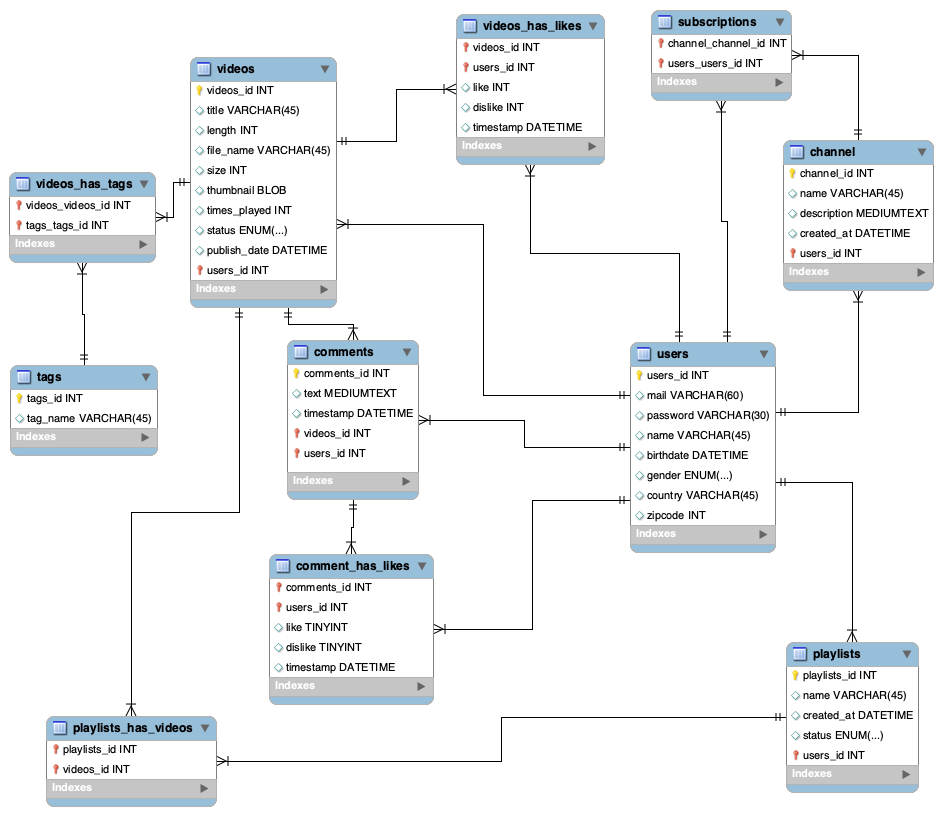 videos_has_likes
videos_id INT
users_id INT
like INT
dislike INT
timestamp DATETIME
Indexes
subscriptions
channel_channel_id INT
users_users_id INT
Indexes
videos
videos_id INT
title VARCHAR(45)
length INT
file_name VARCHAR(45)
size INT
thumbnail BLOB
times_played INT
status ENUM(...)
publish_date DATETIME
users_id INT
Indexes
channel
channel_id INT
name VARCHAR(45)
description MEDIUMTEXT
created_at DATETIME
users_id INT
Indexes
videos_has_tags
videos_videos_id INT
tags_tags_id INT
Indexes
tags
tags_id INT
tag_name VARCHAR(45)
Indexes
comments
comments_id INT
text MEDIUMTEXT
timestamp DATETIME
videos_id INT
users_id INT
Indexes
users
users_id INT
mail VARCHAR(60)
password VARCHAR(30)
name VARCHAR(45)
birthdate DATETIME
gender ENUM(...)
country VARCHAR(45)
zipcode INT
Indexes
comment_has_likes
comments_id INT
users_id INT
like TINYINT
dislike TINYINT
timestamp DATETIME
Indexes
playlists
playlists_id INT
name VARCHAR(45)
created_at DATETIME
status ENUM(...)
users_id INT
Indexes
playlists_has_videos
playlists_id INT
videos_id INT
Indexes